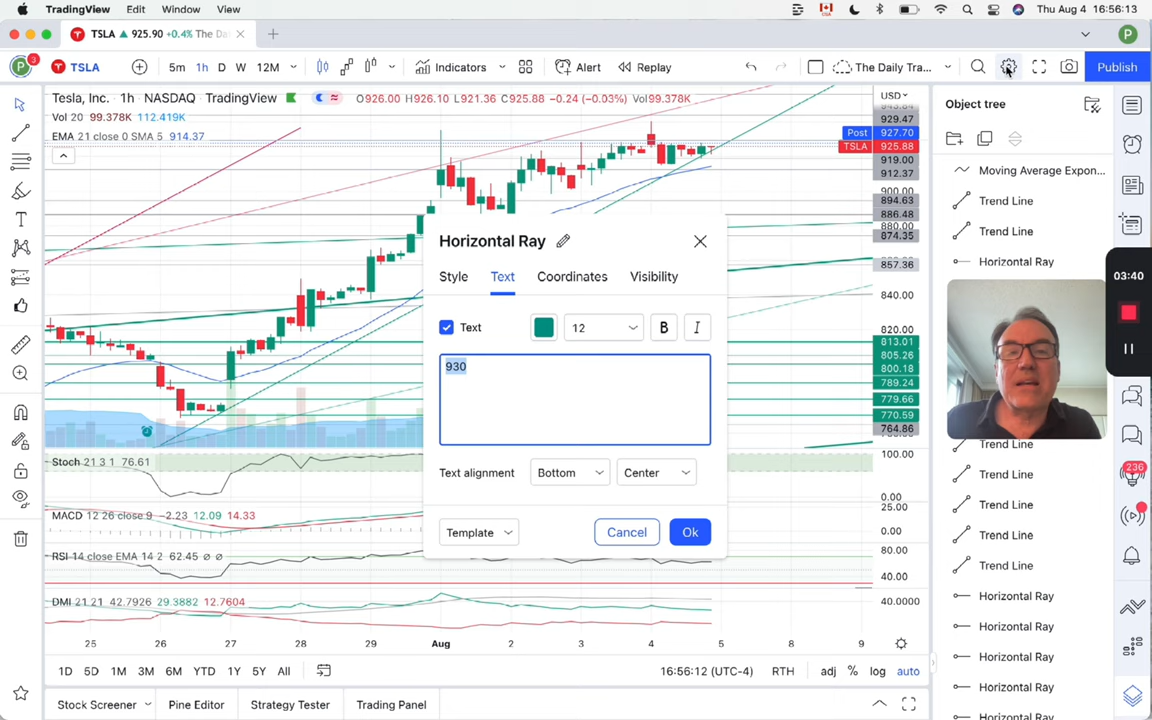 TradingView Edit Window View Thu Aug 4 16:56:13
TSLA 925.90 +0.4% The Da
P 3 TSLA 5m 1h D W 12M Indicators Alert Replay The Daily Tra... Publish
Tesla, Inc. 1h NASDAQ TradingView O926.00 H926.10 L921.36 C925.88 −0.24 (−0.03%) Vol99.378K
Vol 20 99.378K 112.419K
EMA 21 close 0 SMA 5 914.37
USD
929.47
Post 927.70
TSLA 925.88
919.00
912.37
900.00
894.63
886.48
880.00
874.35
857.36
840.00
820.00
813.01
805.26
800.18
789.24
779.66
770.59
764.86
Horizontal Ray
Style Text Coordinates Visibility
Text 12 B I
930
Text alignment Bottom Center
Template Cancel Ok
Stoch 21 3 1 76.61
100.00
0.00
MACD 12 26 close 9 −2.23 12.09 14.33
25.00
0.00
RSI 14 close EMA 14 2 62.45 ∅ ∅
80.00
40.00
DMI 21 21 42.7926 29.3882 12.7604
40.0000
25 26 27 28 29 Aug 2 3 4 5 8 9
1D 5D 1M 3M 6M YTD 1Y 5Y All 16:56:12 (UTC-4) RTH adj % log auto
Stock Screener Pine Editor Strategy Tester Trading Panel
Object tree
Moving Average Expon...
Trend Line
Trend Line
Horizontal Ray
Trend Line
Trend Line
Trend Line
Trend Line
Trend Line
Horizontal Ray
Horizontal Ray
Horizontal Ray
Horizontal Ray
Horizontal Ray
03:40
236
P